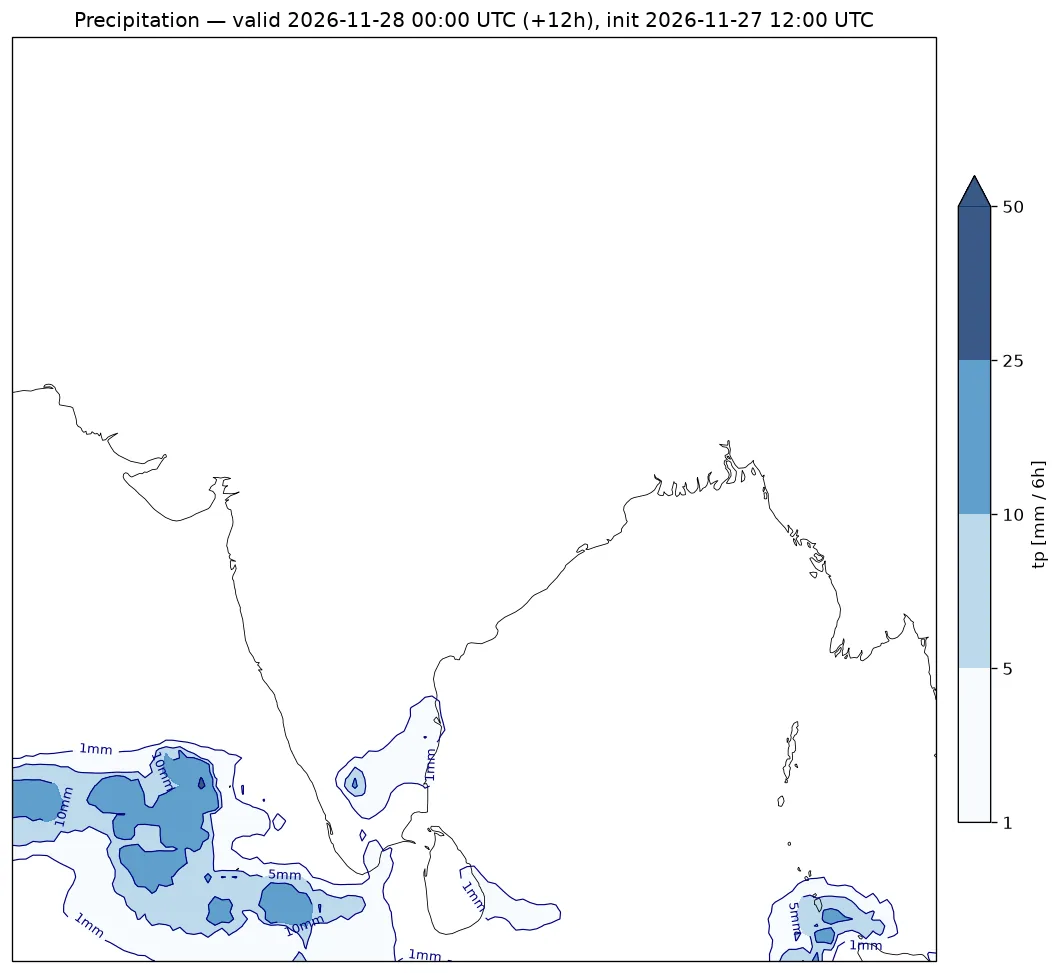 Precipitation — valid 2026-11-28 00:00 UTC (+12h), init 2026-11-27 12:00 UTC
50
25
10
5
1
tp [mm / 6h]
1mm
10mm
1mm
10mm
5mm
1mm
5mm
1mm
10mm
1mm
1mm